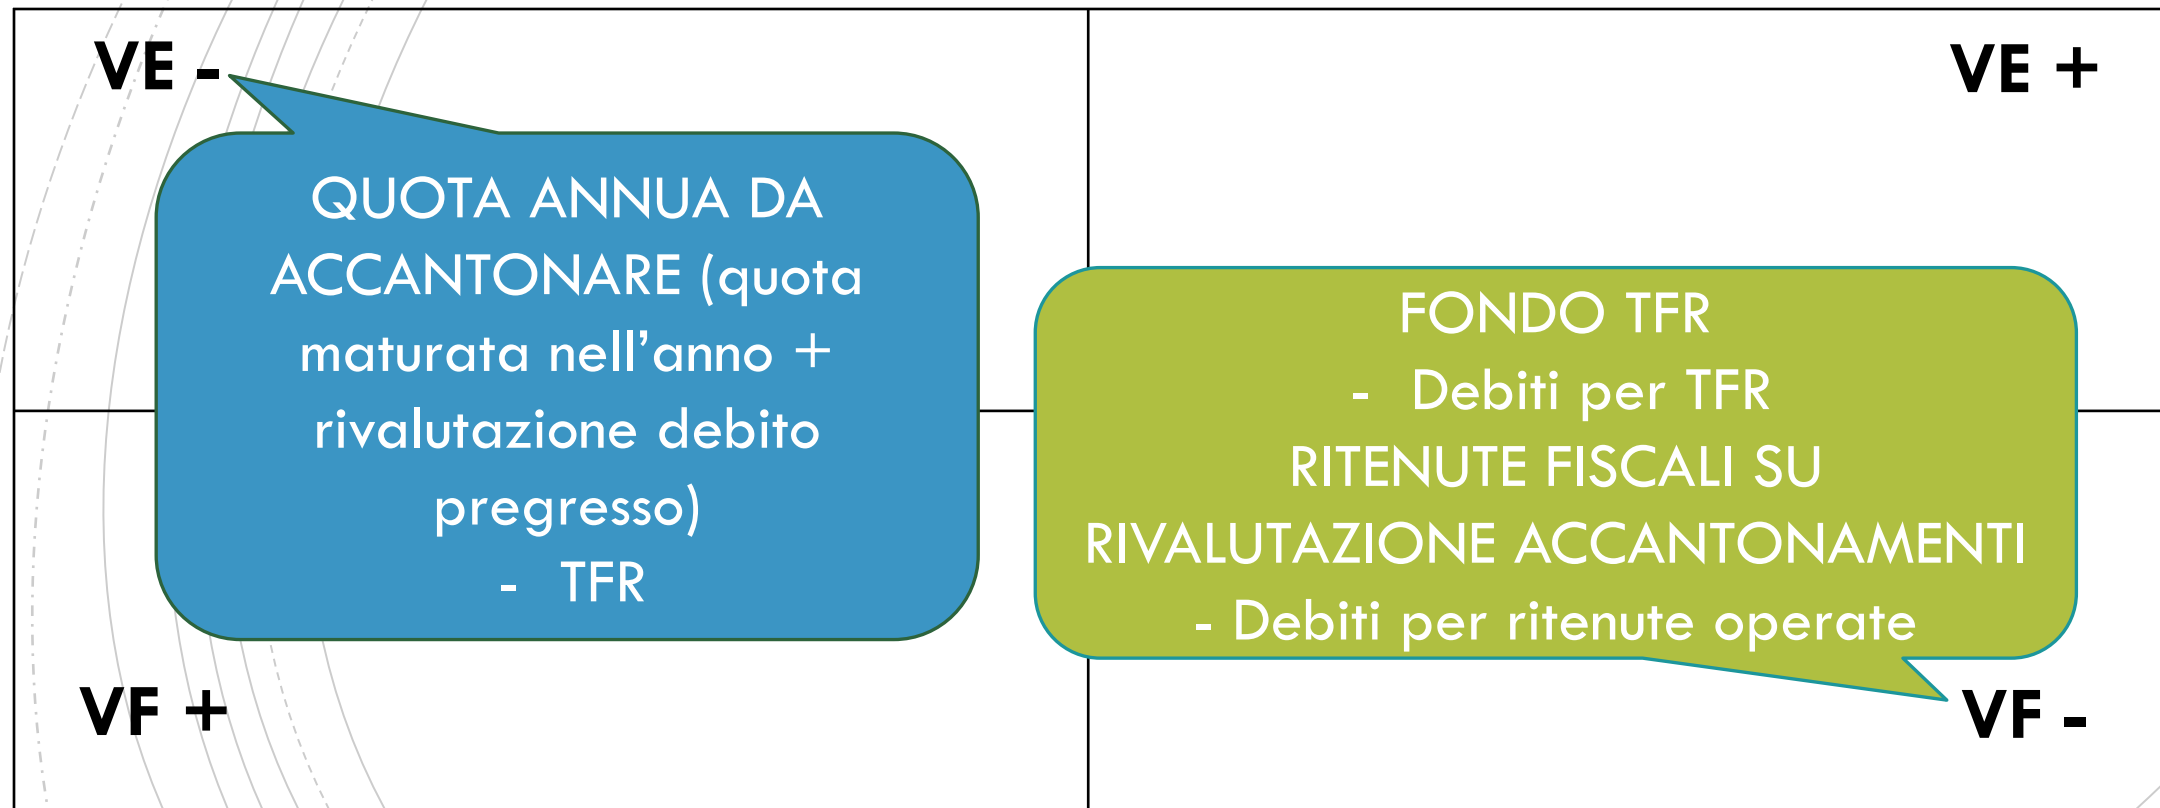 VE -
VE +
QUOTA ANNUA DA
ACCANTONARE (quota
maturata nell’anno +
rivalutazione debito
pregresso)
- TFR
FONDO TFR
- Debiti per TFR
RITENUTE FISCALI SU
RIVALUTAZIONE ACCANTONAMENTI
- Debiti per ritenute operate
VF +
VF -